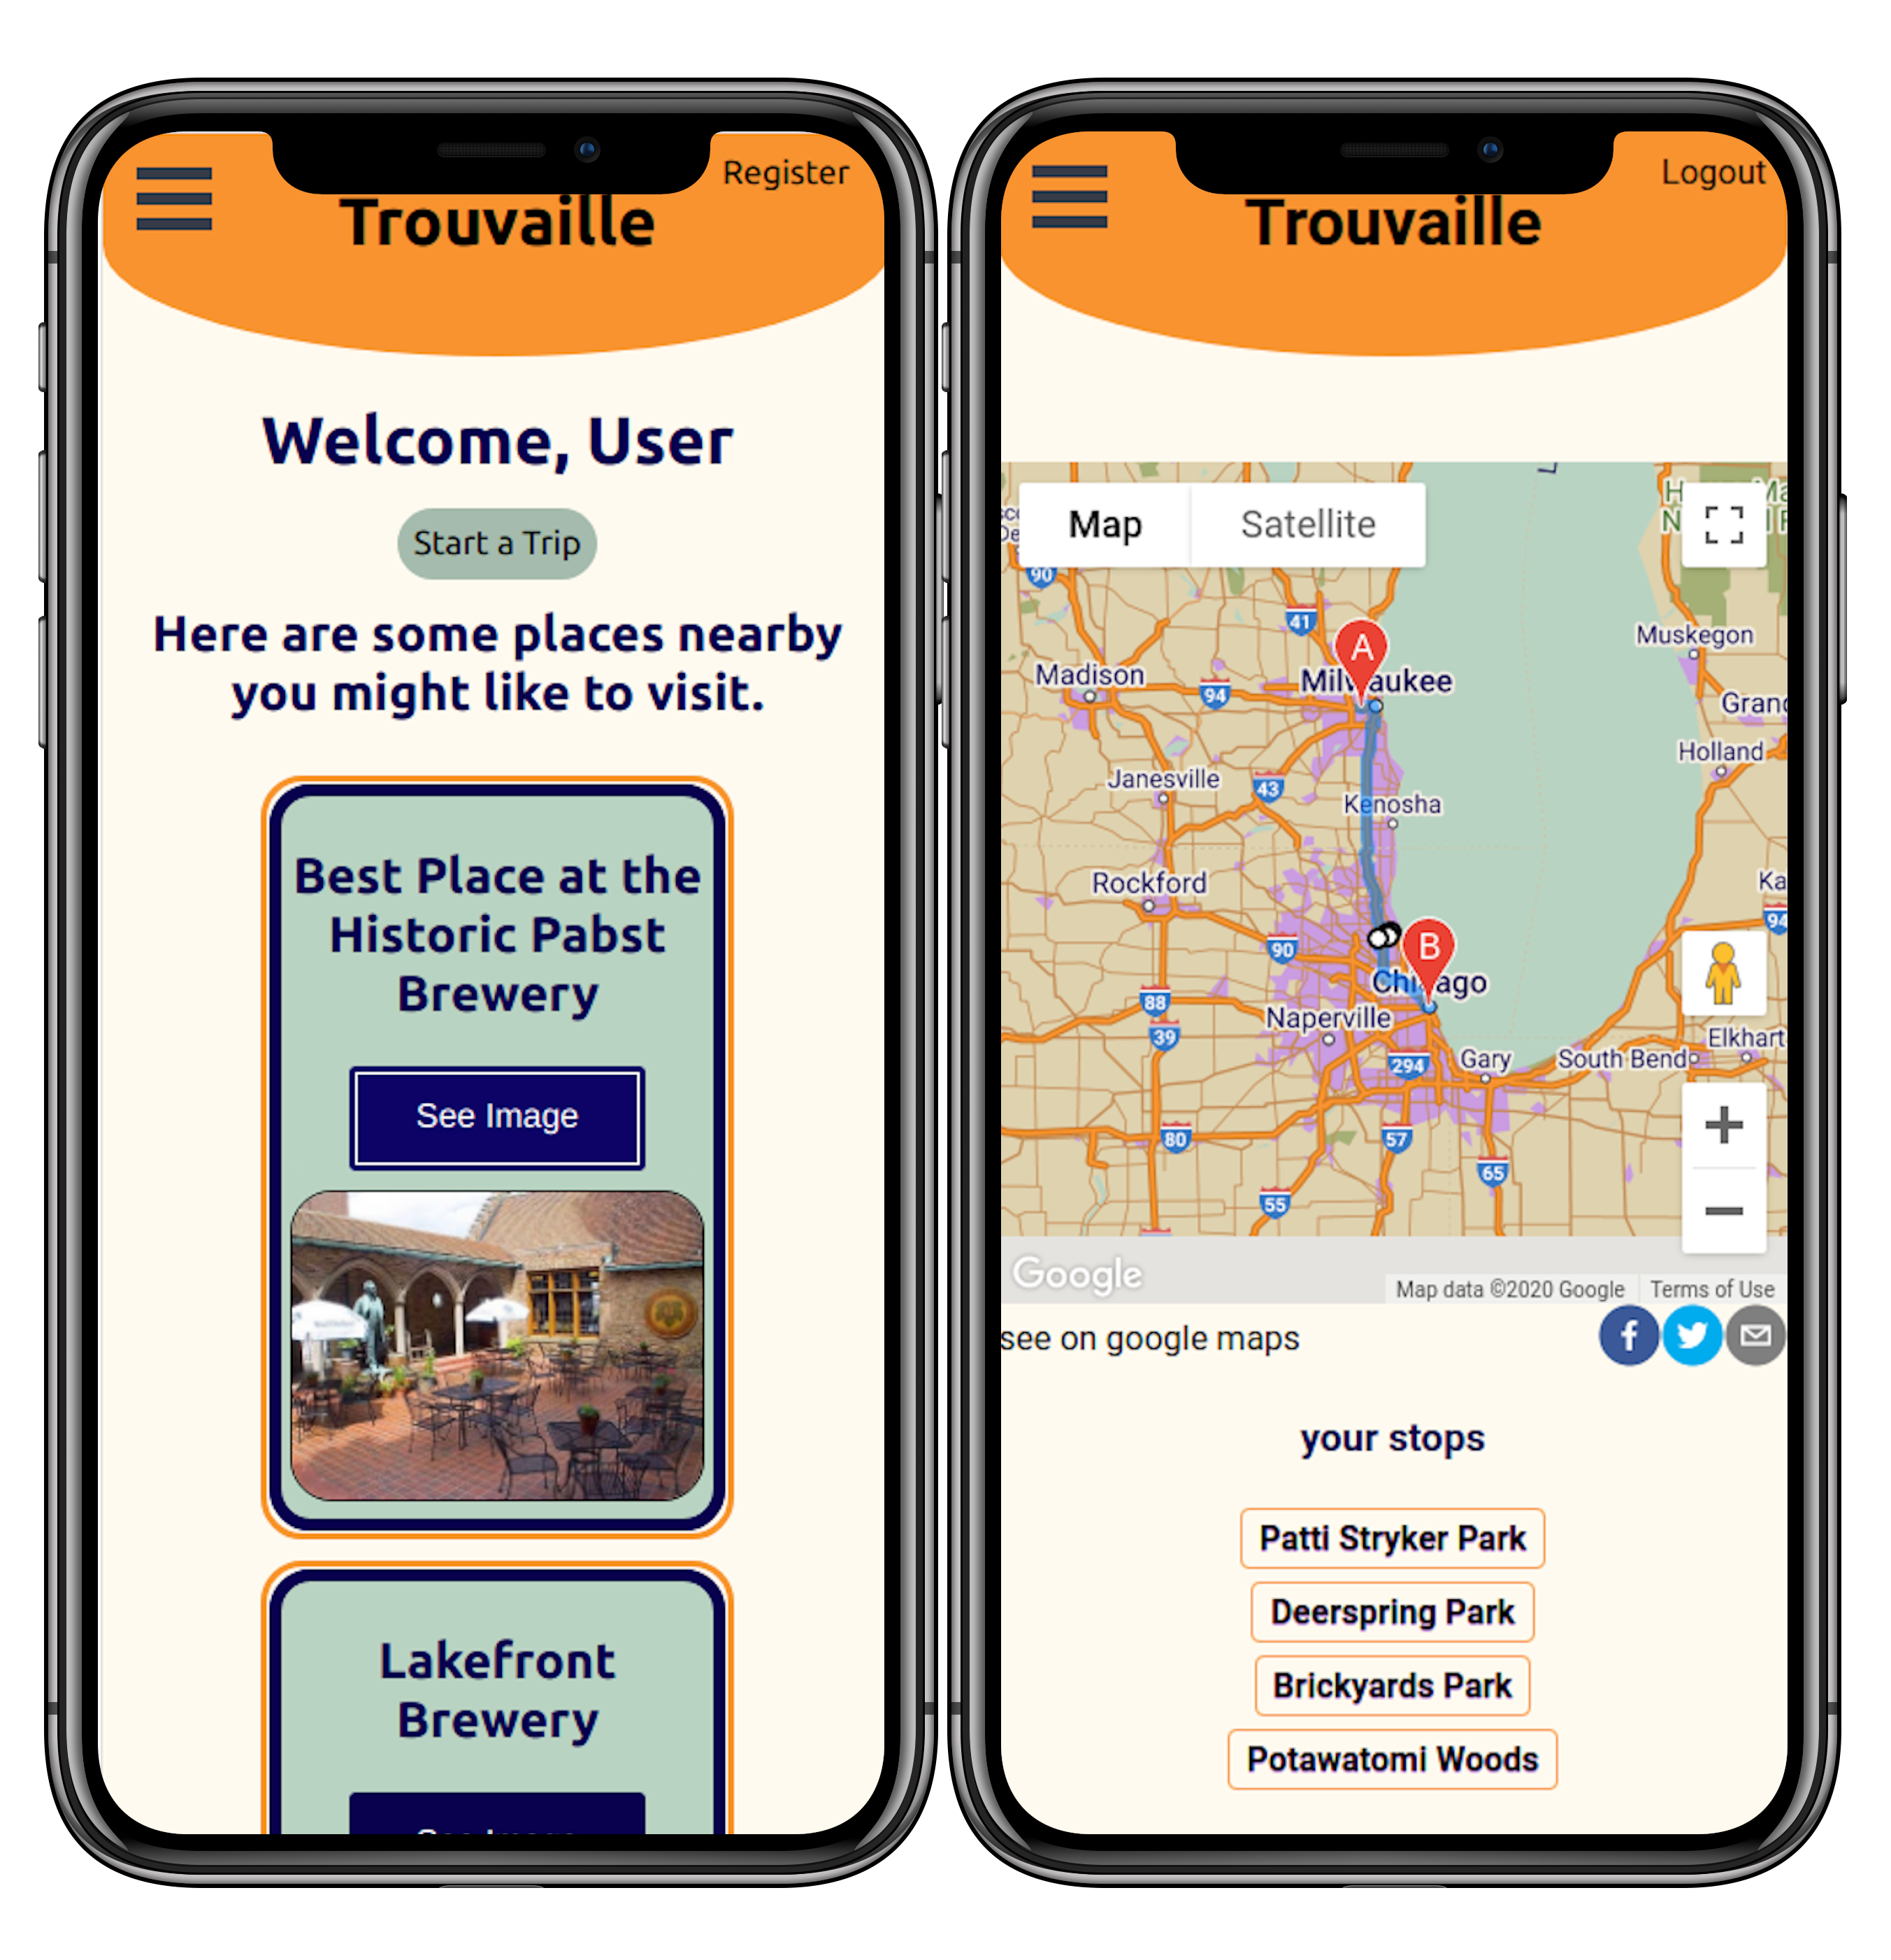 Register
Trouvaille
Welcome, User
Start a Trip
Here are some places nearby
you might like to visit.
Best Place at the
Historic Pabst
Brewery
See Image
Lakefront
Brewery
See Image
Logout
Trouvaille
Map
Satellite
90
41
Muskegon
Madison
94
Milwaukee
A
Holland
Janesville
43
Kenosha
Rockford
94
90
B
Chicago
88
Naperville
39
294
Gary
South Bend
Elkhart
80
57
65
55
Google
Map data ©2020 Google
Terms of Use
see on google maps
your stops
Patti Stryker Park
Deerspring Park
Brickyards Park
Potawatomi Woods